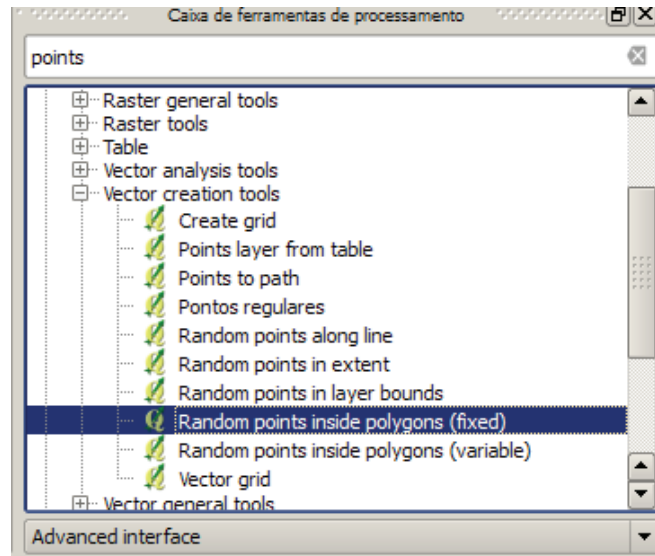 Caixa de ferramentas de processamento
points
Raster general tools
Raster tools
Table
Vector analysis tools
Vector creation tools
Create grid
Points layer from table
Points to path
Pontos regulares
Random points along line
Random points in extent
Random points in layer bounds
Random points inside polygons (fixed)
Random points inside polygons (variable)
Vector grid
Vector general tools
Advanced interface